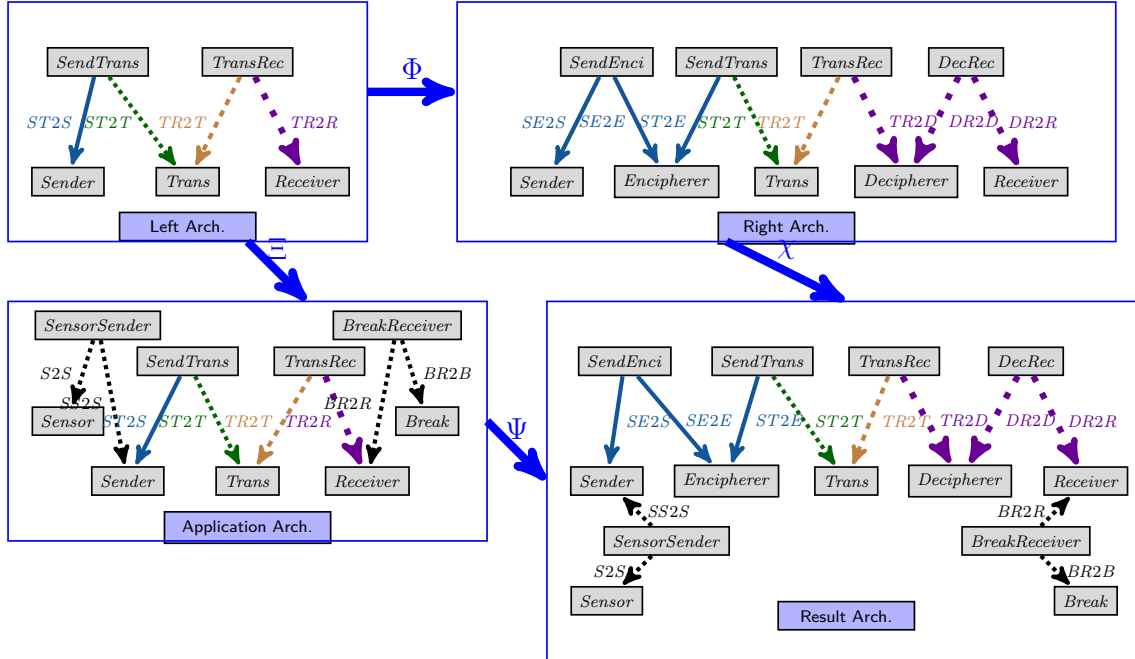 SendTrans TransRec
ST2S ST2T TR2T TR2R
Sender Trans Receiver
Left Arch.
Φ
SendEnci SendTrans TransRec DecRec
SE2S SE2E ST2E ST2T TR2T TR2D DR2D DR2R
Sender Encipherer Trans Decipherer Receiver
Right Arch.
Ξ
χ
SensorSender BreakReceiver
SendTrans TransRec
S2S BR2B
SS2S BR2R
Sensor ST2S ST2T TR2T TR2R Break
Sender Trans Receiver
Application Arch.
Ψ
SendEnci SendTrans TransRec DecRec
SE2S SE2E ST2E ST2T TR2T TR2D DR2D DR2R
Sender Encipherer Trans Decipherer Receiver
SS2S BR2R
SensorSender BreakReceiver
S2S BR2B
Sensor Break
Result Arch.